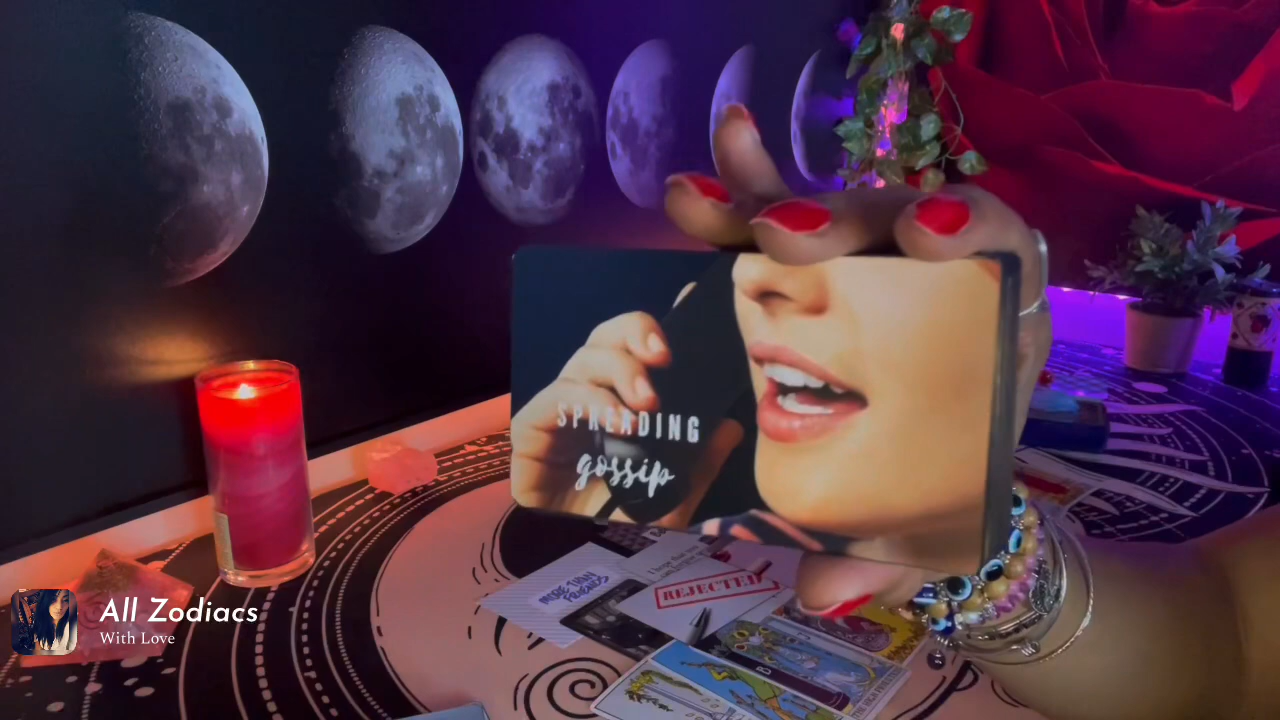 SPREADING
gossip
MORE THAN
FRIENDS
REJECTED
All Zodiacs
With Love